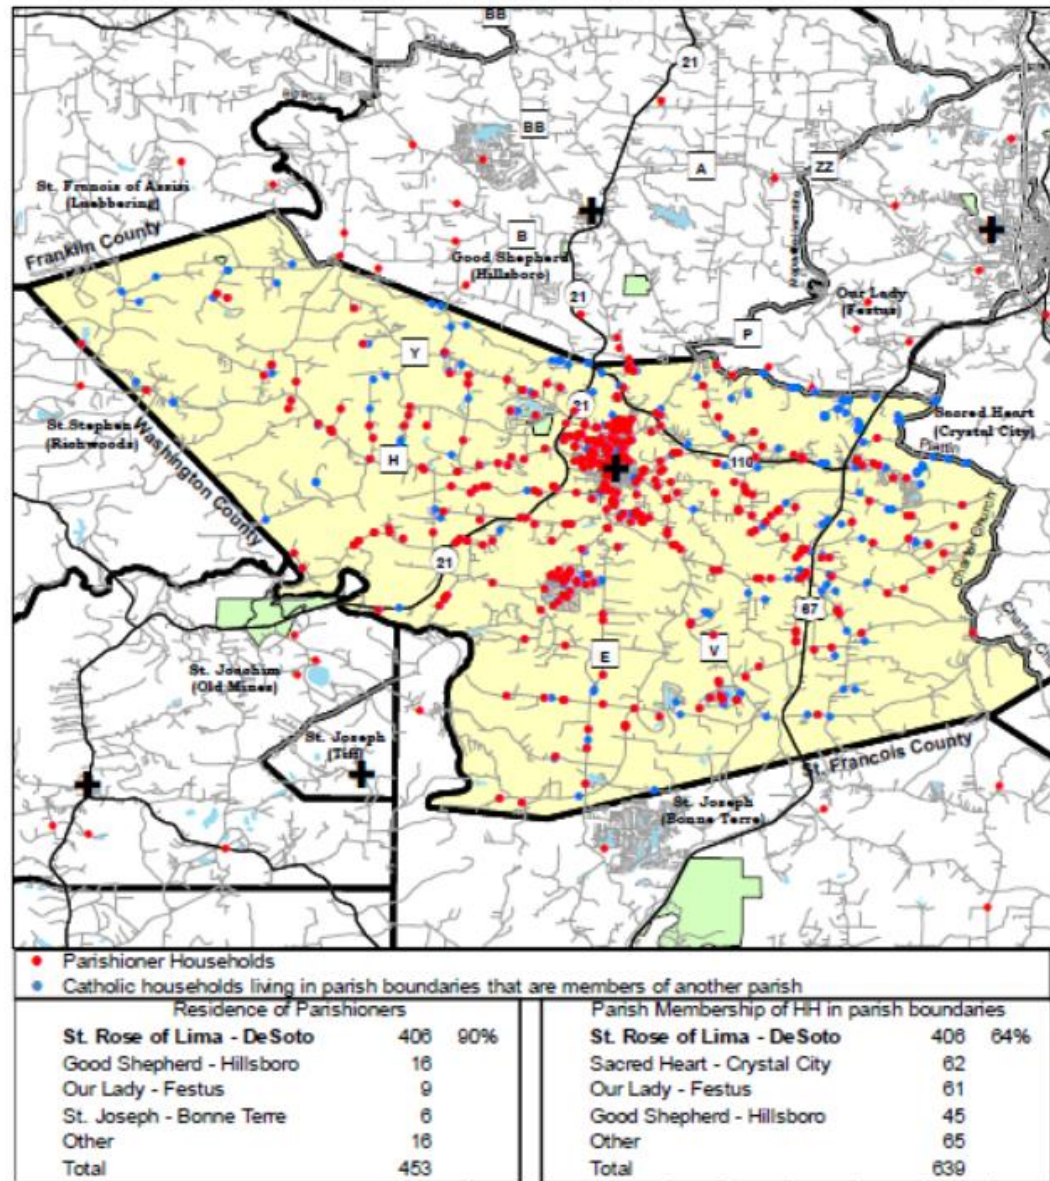 BB
21
BB
A
ZZ
St. Francis of Assisi
(Luebbering)
B
Franklin County
Good Shepherd
(Hillsboro)
21
Our Lady
(Festus)
P
Y
21
Sacred Heart
(Crystal City)
St. Stephen
(Richwoods)
Washington County
Plattin
H
110
21
Charter Church
67
E
V
St. Joachim
(Old Mines)
St. Joseph
(Tiff)
St. Francois County
St. Joseph
(Bonne Terre)
Parishioner Households
Catholic households living in parish boundaries that are members of another parish
Residence of Parishioners
St. Rose of Lima - DeSoto 406 90%
Good Shepherd - Hillsboro 16
Our Lady - Festus 9
St. Joseph - Bonne Terre 6
Other 16
Total 453
Parish Membership of HH in parish boundaries
St. Rose of Lima - DeSoto 406 64%
Sacred Heart - Crystal City 62
Our Lady - Festus 61
Good Shepherd - Hillsboro 45
Other 65
Total 639